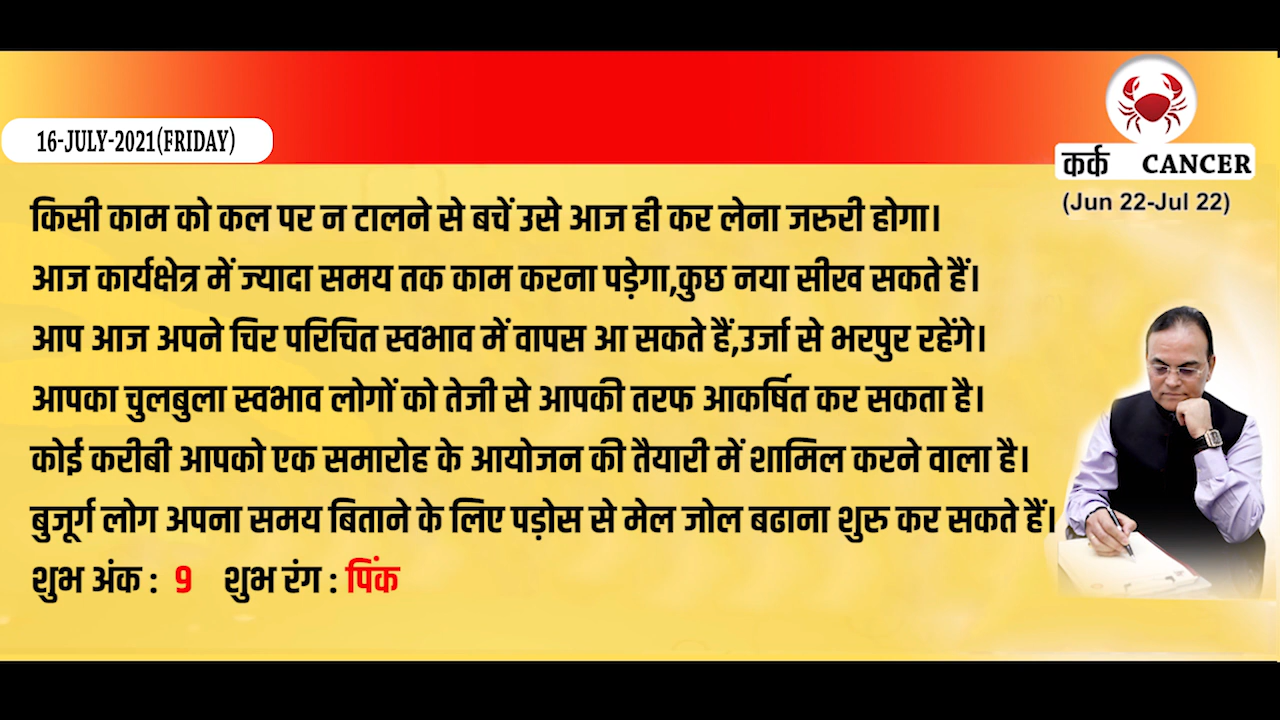 16-JULY-2021(FRIDAY)
कर्क CANCER
(Jun 22-Jul 22)
किसी काम को कल पर न टालने से बचें उसे आज ही कर लेना जरुरी होगा।
आज कार्यक्षेत्र में ज्यादा समय तक काम करना पड़ेगा,कुछ नया सीख सकते हैं।
आप आज अपने चिर परिचित स्वभाव में वापस आ सकते हैं,उर्जा से भरपुर रहेंगे।
आपका चुलबुला स्वभाव लोगों को तेजी से आपकी तरफ आकर्षित कर सकता है।
कोई करीबी आपको एक समारोह के आयोजन की तैयारी में शामिल करने वाला है।
बुजूर्ग लोग अपना समय बिताने के लिए पड़ोस से मेल जोल बढाना शुरु कर सकते हैं।
शुभ अंक : 9 शुभ रंग : पिंक